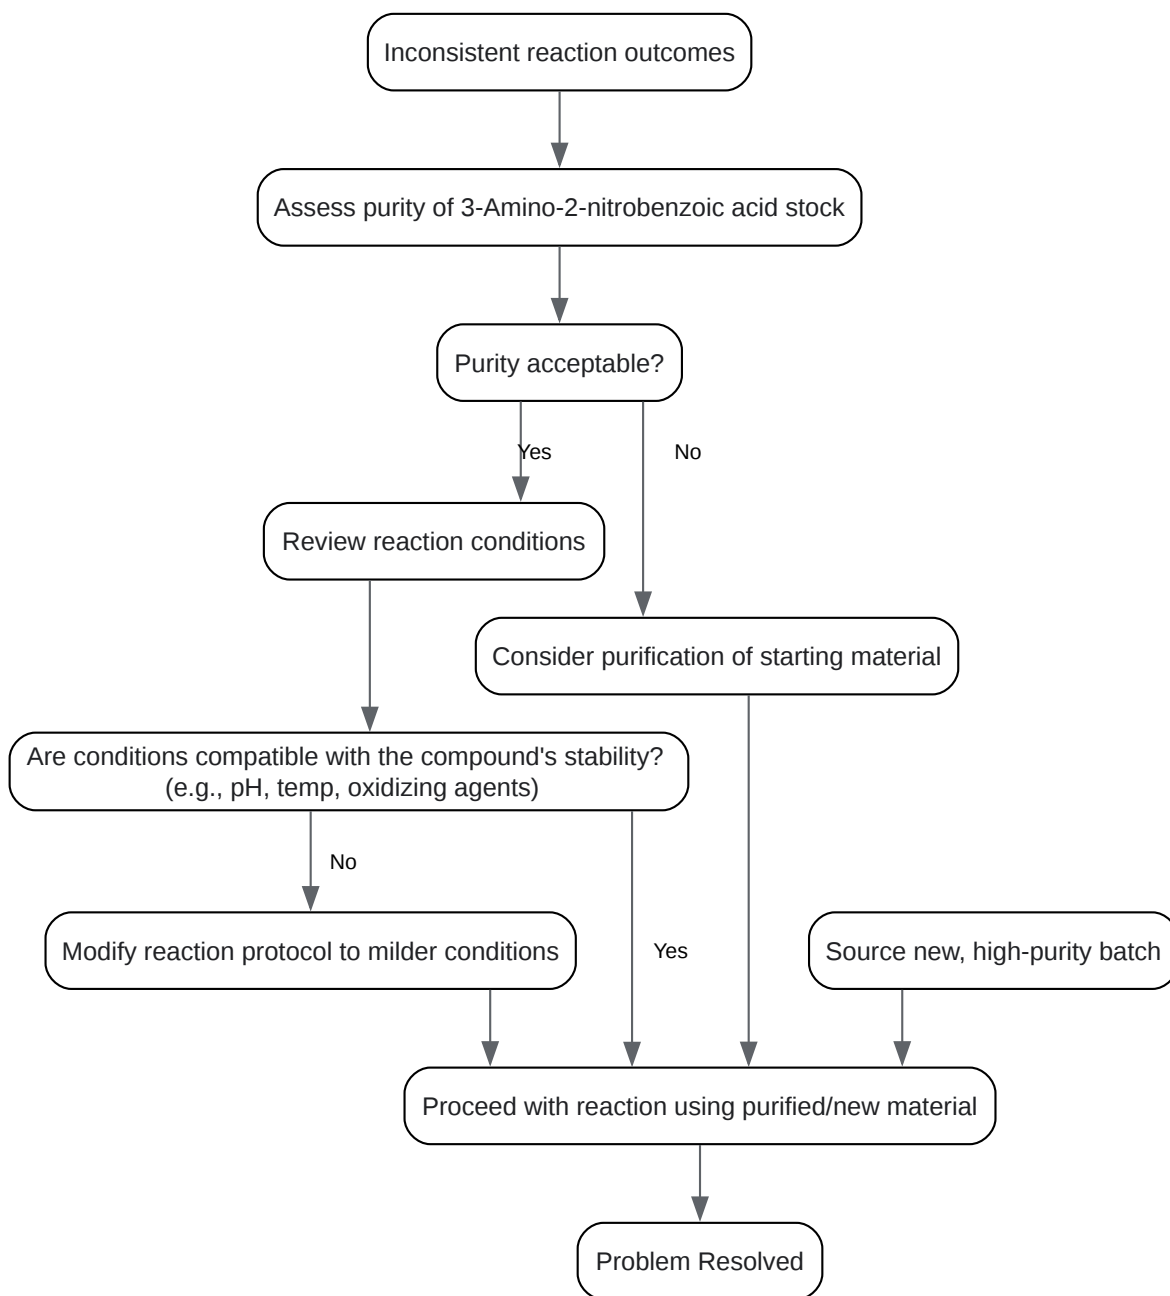 Inconsistent reaction outcomes
Assess purity of 3-Amino-2-nitrobenzoic acid stock
Purity acceptable?
Yes
No
Review reaction conditions
Consider purification of starting material
Are conditions compatible with the compound's stability?
(e.g., pH, temp, oxidizing agents)
No
Modify reaction protocol to milder conditions
Yes
Source new, high-purity batch
Proceed with reaction using purified/new material
Problem Resolved